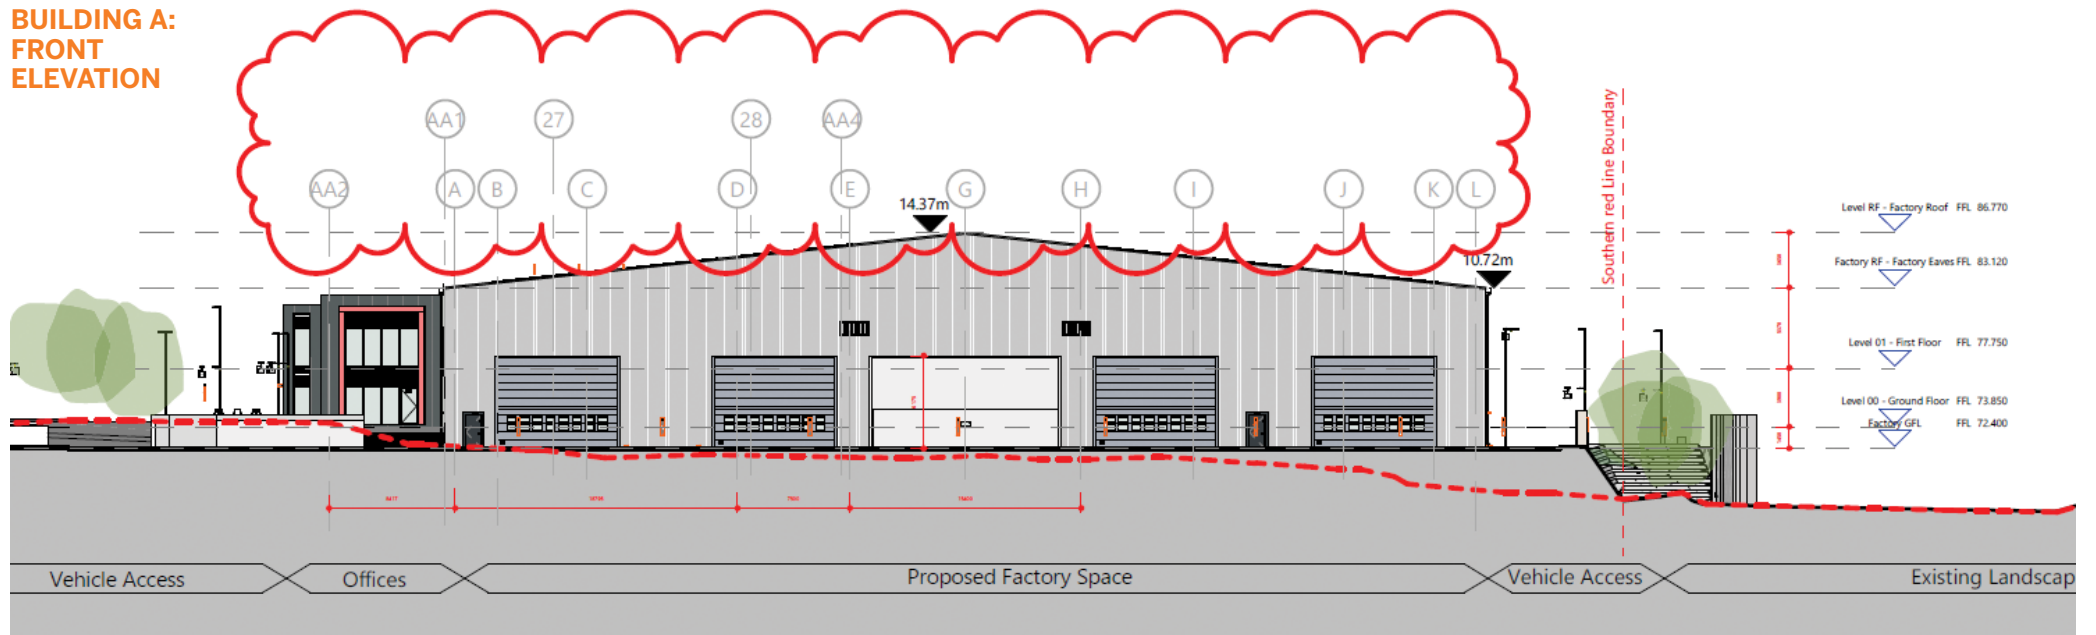 BUILDING A:
FRONT
ELEVATION
AA1
27
28
AA4
AA2
A
B
C
D
E
G
H
I
J
K
L
14.37m
10.72m
Southern red Line Boundary
Level RF - Factory Roof FFL 86.770
Factory RF - Factory Eaves FFL 83.120
Level 01 - First Floor FFL 77.750
Level 00 - Ground Floor FFL 73.850
Factory GFL FFL 72.400
Vehicle Access
Offices
Proposed Factory Space
Vehicle Access
Existing Landscap